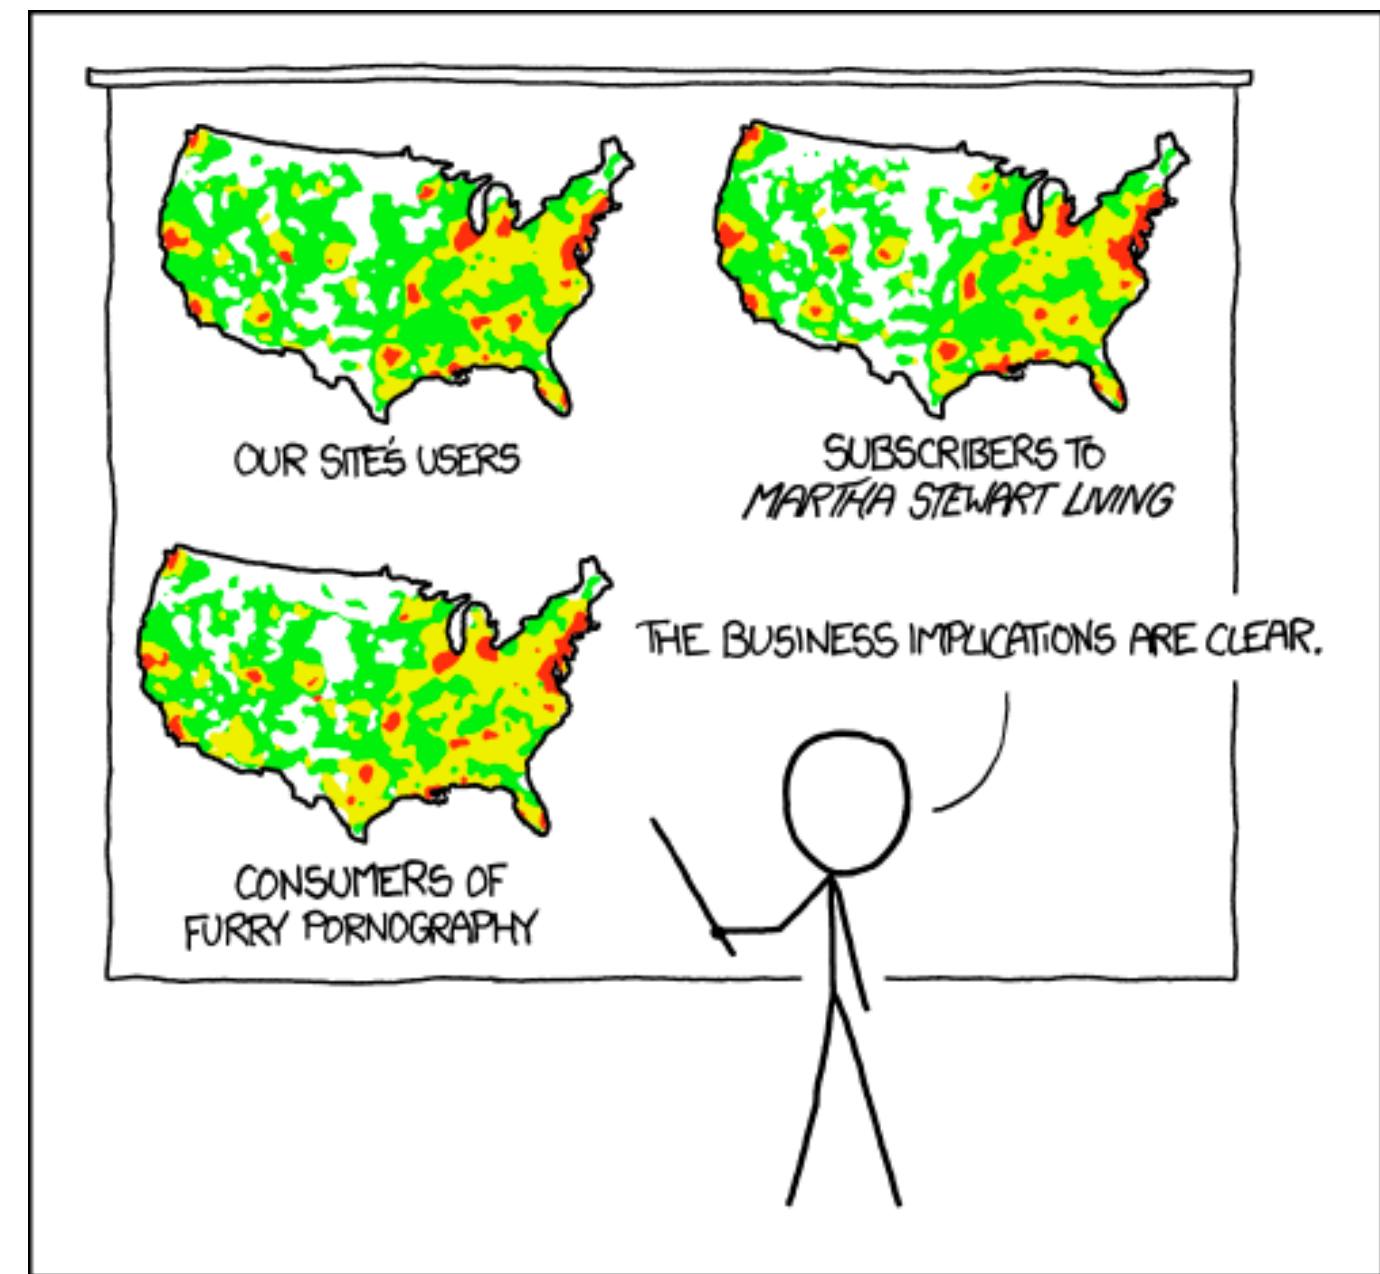 OUR SITE'S USERS
SUBSCRIBERS TO
MARTHA STEWART LIVING
CONSUMERS OF
FURRY PORNOGRAPHY
THE BUSINESS IMPLICATIONS ARE CLEAR.